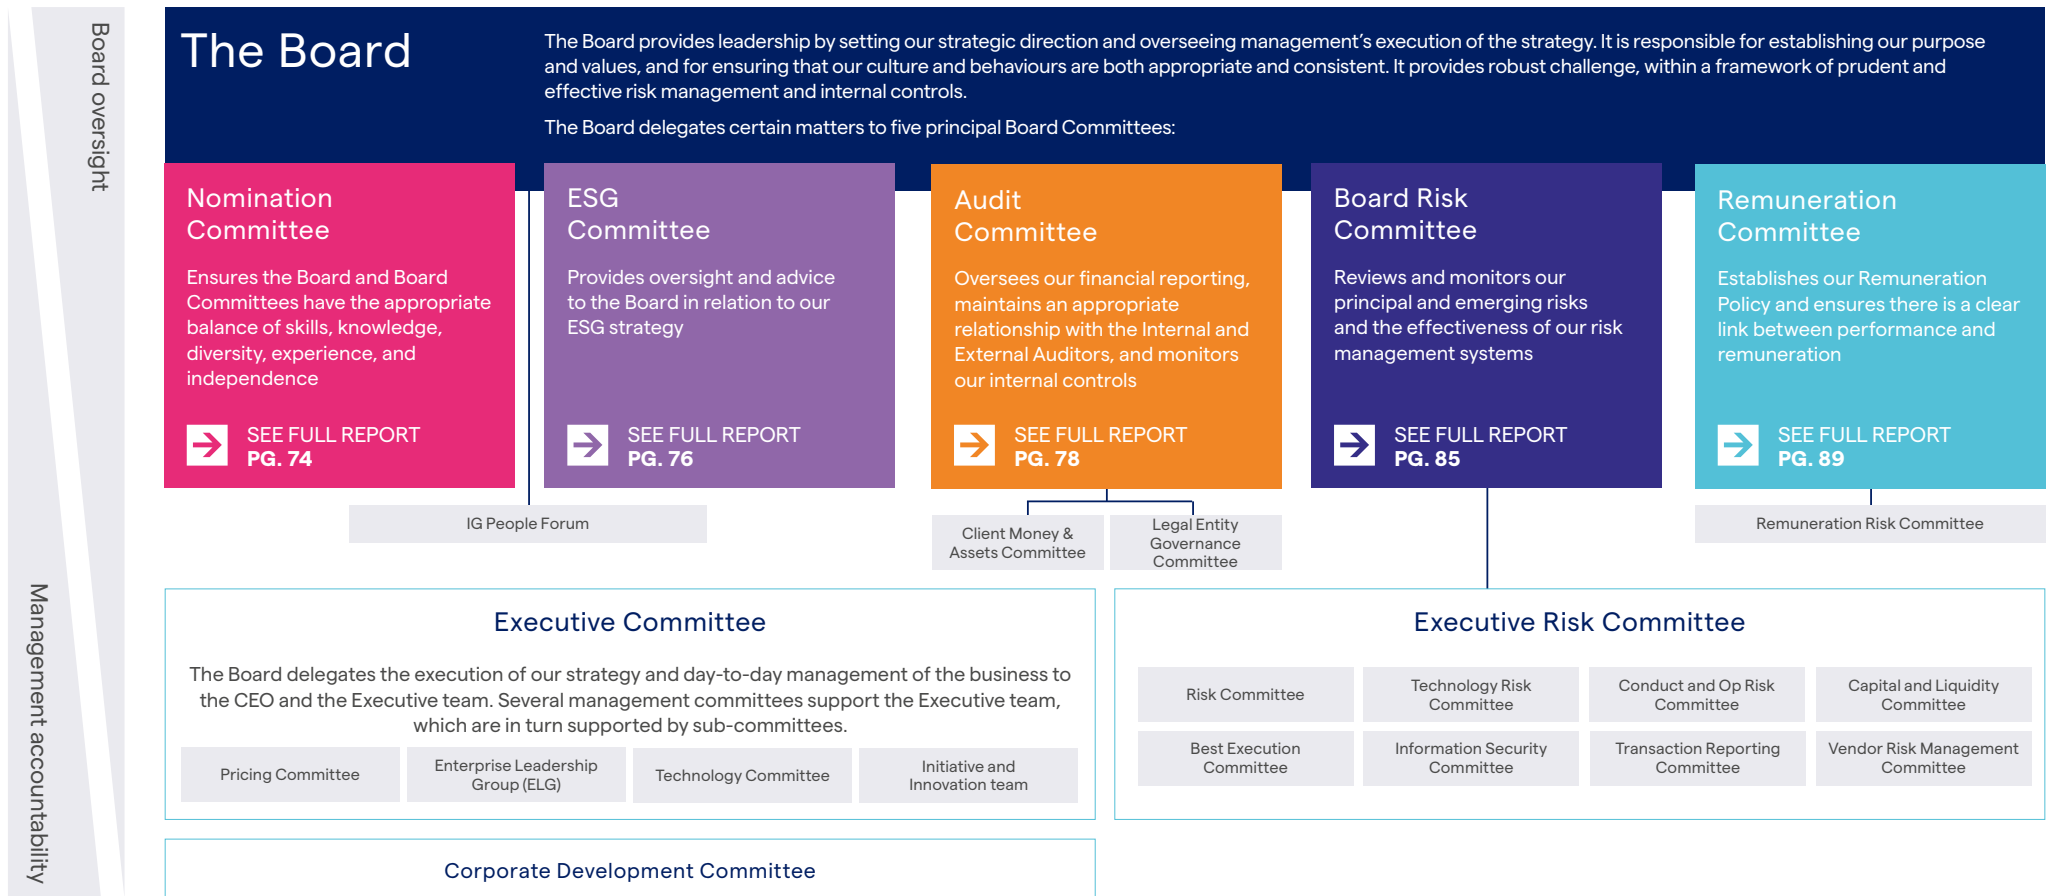 Board oversight
Management accountability
The Board
The Board provides leadership by setting our strategic direction and overseeing management's execution of the strategy. It is responsible for establishing our purpose
and values, and for ensuring that our culture and behaviours are both appropriate and consistent. It provides robust challenge, within a framework of prudent and
effective risk management and internal controls.
The Board delegates certain matters to five principal Board Committees:
Nomination
Committee
Ensures the Board and Board
Committees have the appropriate
balance of skills, knowledge,
diversity, experience, and
independence
SEE FULL REPORT
PG. 74
ESG
Committee
Provides oversight and advice
to the Board in relation to our
ESG strategy
SEE FULL REPORT
PG. 76
Audit
Committee
Oversees our financial reporting,
maintains an appropriate
relationship with the Internal and
External Auditors, and monitors
our internal controls
SEE FULL REPORT
PG. 78
Board Risk
Committee
Reviews and monitors our
principal and emerging risks
and the effectiveness of our risk
management systems
SEE FULL REPORT
PG. 85
Remuneration
Committee
Establishes our Remuneration
Policy and ensures there is a clear
link between performance and
remuneration
SEE FULL REPORT
PG. 89
IG People Forum
Client Money &
Assets Committee
Legal Entity
Governance
Committee
Remuneration Risk Committee
Executive Committee
The Board delegates the execution of our strategy and day-to-day management of the business to
the CEO and the Executive team. Several management committees support the Executive team,
which are in turn supported by sub-committees.
Pricing Committee
Enterprise Leadership
Group (ELG)
Technology Committee
Initiative and
Innovation team
Executive Risk Committee
Risk Committee
Technology Risk
Committee
Conduct and Op Risk
Committee
Capital and Liquidity
Committee
Best Execution
Committee
Information Security
Committee
Transaction Reporting
Committee
Vendor Risk Management
Committee
Corporate Development Committee